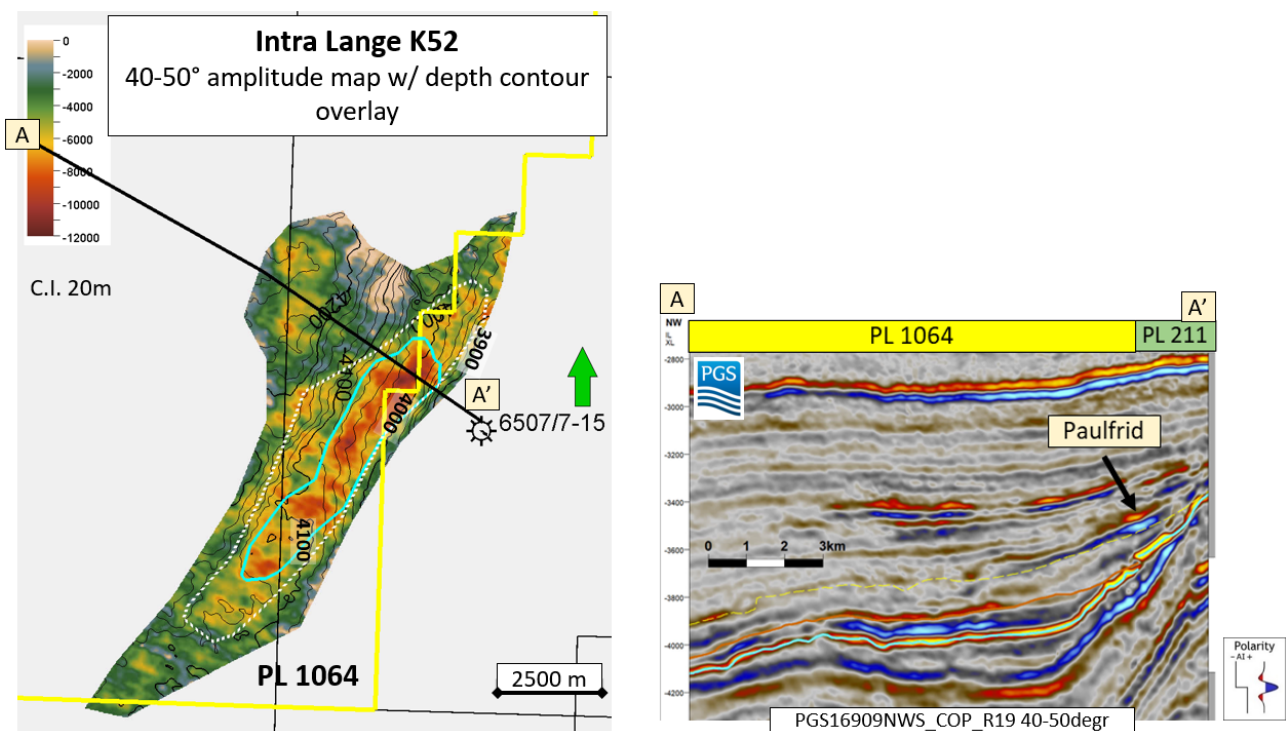 Intra Lange K52
40-50° amplitude map w/ depth contour
overlay
0
-2000
-4000
-6000
-8000
-10000
-12000
A
C.I. 20m
4200
4100
3900
4000
A'
6507/7-15
4100
PL 1064
2500 m
A
A'
NW
IL
XL
PL 1064
PL 211
-2800
-3000
-3200
-3400
-3600
-3800
-4000
-4200
PGS
Paulfrid
0 1 2 3km
Polarity
- AI +
PGS16909NWS_COP_R19 40-50degr